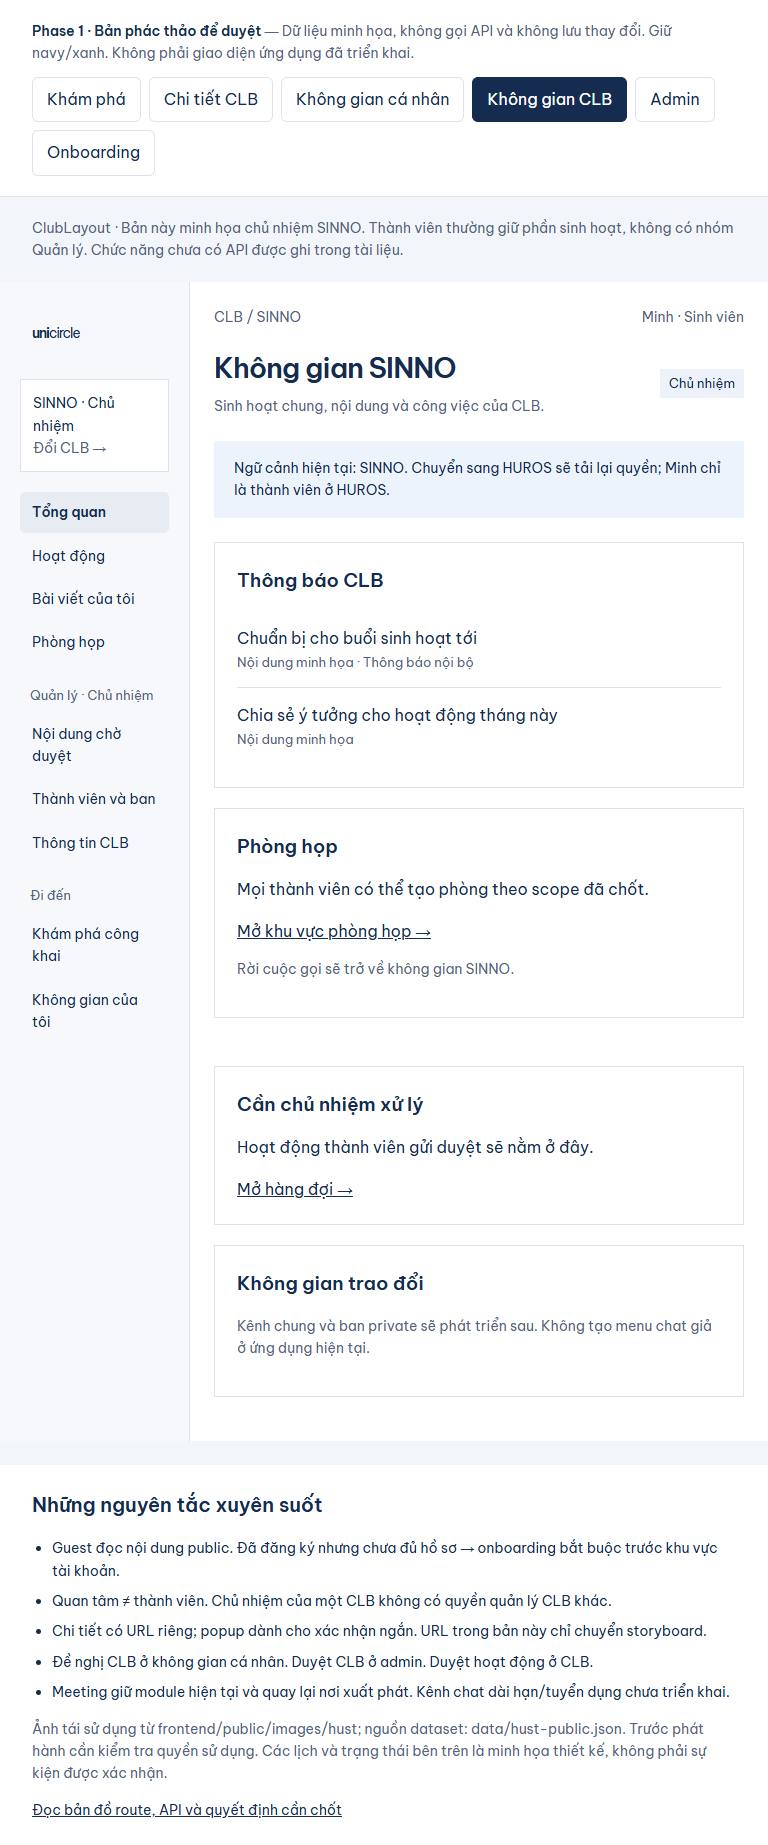 Phase 1 · Bản phác thảo để duyệt — Dữ liệu minh họa, không gọi API và không lưu thay đổi. Giữ
navy/xanh. Không phải giao diện ứng dụng đã triển khai.
Khám phá
Chi tiết CLB
Không gian cá nhân
Không gian CLB
Admin
Onboarding
ClubLayout · Bản này minh họa chủ nhiệm SINNO. Thành viên thường giữ phần sinh hoạt, không có nhóm
Quản lý. Chức năng chưa có API được ghi trong tài liệu.
unicircle
SINNO · Chủ
nhiệm
Đổi CLB →
Tổng quan
Hoạt động
Bài viết của tôi
Phòng họp
Quản lý · Chủ nhiệm
Nội dung chờ
duyệt
Thành viên và ban
Thông tin CLB
Đi đến
Khám phá công
khai
Không gian của
tôi
CLB / SINNO
Minh · Sinh viên
Không gian SINNO
Sinh hoạt chung, nội dung và công việc của CLB.
Chủ nhiệm
Ngữ cảnh hiện tại: SINNO. Chuyển sang HUROS sẽ tải lại quyền; Minh chỉ
là thành viên ở HUROS.
Thông báo CLB
Chuẩn bị cho buổi sinh hoạt tới
Nội dung minh họa · Thông báo nội bộ
Chia sẻ ý tưởng cho hoạt động tháng này
Nội dung minh họa
Phòng họp
Mọi thành viên có thể tạo phòng theo scope đã chốt.
Mở khu vực phòng họp →
Rời cuộc gọi sẽ trở về không gian SINNO.
Cần chủ nhiệm xử lý
Hoạt động thành viên gửi duyệt sẽ nằm ở đây.
Mở hàng đợi →
Không gian trao đổi
Kênh chung và ban private sẽ phát triển sau. Không tạo menu chat giả
ở ứng dụng hiện tại.
Những nguyên tắc xuyên suốt
• Guest đọc nội dung public. Đã đăng ký nhưng chưa đủ hồ sơ → onboarding bắt buộc trước khu vực
tài khoản.
• Quan tâm ≠ thành viên. Chủ nhiệm của một CLB không có quyền quản lý CLB khác.
• Chi tiết có URL riêng; popup dành cho xác nhận ngắn. URL trong bản này chỉ chuyển storyboard.
• Đề nghị CLB ở không gian cá nhân. Duyệt CLB ở admin. Duyệt hoạt động ở CLB.
• Meeting giữ module hiện tại và quay lại nơi xuất phát. Kênh chat dài hạn/tuyển dụng chưa triển khai.
Ảnh tái sử dụng từ frontend/public/images/hust; nguồn dataset: data/hust-public.json. Trước phát
hành cần kiểm tra quyền sử dụng. Các lịch và trạng thái bên trên là minh họa thiết kế, không phải sự
kiện được xác nhận.
Đọc bản đồ route, API và quyết định cần chốt